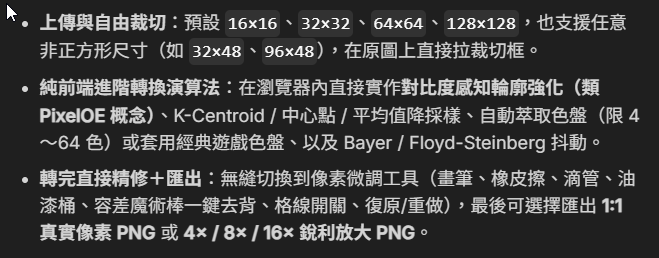 • 上傳與自由裁切：預設 16×16 、 32×32 、 64×64 、 128×128 ，也支援任意
非正方形尺寸（如 32×48 、 96×48 ），在原圖上直接拉裁切框。
• 純前端進階轉換演算法：在瀏覽器內直接實作對比度感知輪廓強化（類
PixelOE 概念）、K-Centroid / 中心點 / 平均值降採樣、自動萃取色盤（限 4
～64 色）或套用經典遊戲色盤、以及 Bayer / Floyd-Steinberg 抖動。
• 轉完直接精修＋匯出：無縫切換到像素微調工具（畫筆、橡皮擦、滴管、油
漆桶、容差魔術棒一鍵去背、格線開關、復原/重做），最後可選擇匯出 1:1
真實像素 PNG 或 4× / 8× / 16× 銳利放大 PNG。